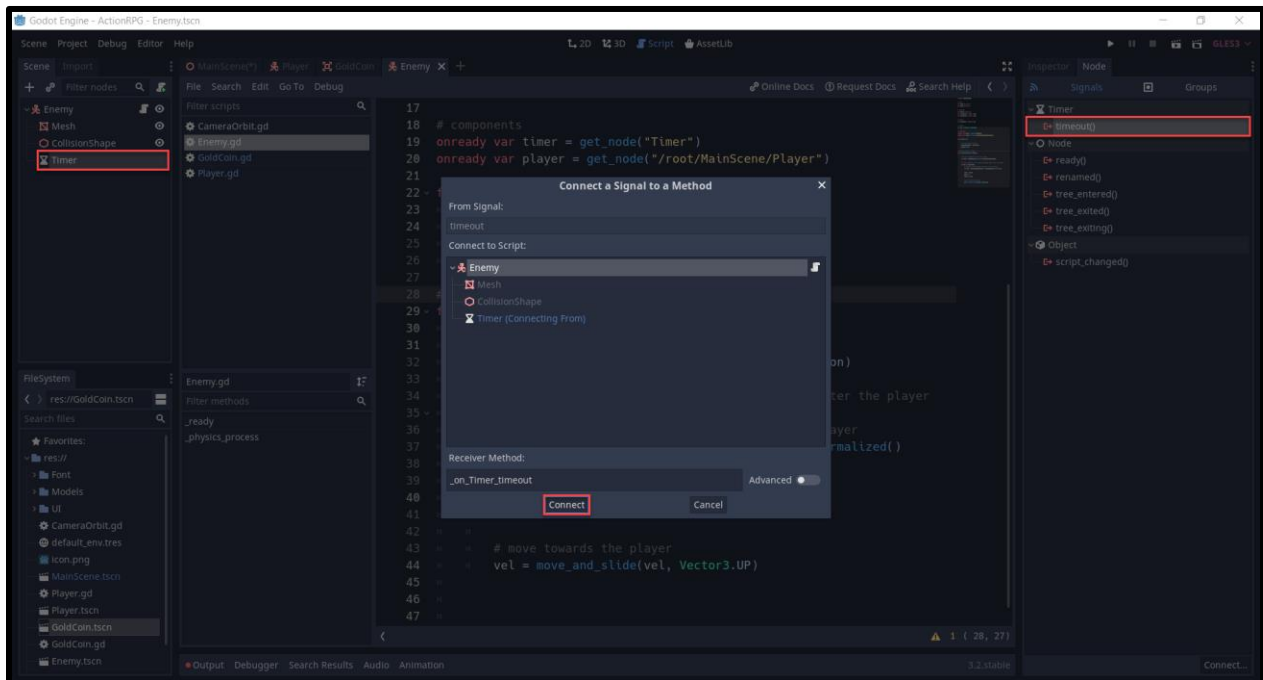 Godot Engine - ActionRPG - Enemy.tscn
Scene Project Debug Editor Help
2D 3D Script AssetLib
GLES3
Scene Import
MainScene(*) Player GoldCoin Enemy
Inspector Node
Filter nodes
File Search Edit Go To Debug
Online Docs Request Docs Search Help
Signals Groups
Enemy
Mesh
CollisionShape
Timer
Filter scripts
CameraOrbit.gd
Enemy.gd
GoldCoin.gd
Player.gd
17
18 # components
19 onready var timer = get_node("Timer")
20 onready var player = get_node("/root/MainScene/Player")
21
22
23
24
25
26
27
28 #
29
30
31
32 on)
33
34 ter the player
35
36 ayer
37 rmalized()
38
39
40
41
42
43 # move towards the player
44 vel = move_and_slide(vel, Vector3.UP)
45
46
47
Connect a Signal to a Method
From Signal:
timeout
Connect to Script:
Enemy
Mesh
CollisionShape
Timer (Connecting From)
Receiver Method:
_on_Timer_timeout
Advanced
Connect Cancel
Timer
timeout()
Node
ready()
renamed()
tree_entered()
tree_exited()
tree_exiting()
Object
script_changed()
FileSystem
res://GoldCoin.tscn
Search files
Favorites:
res://
Font
Models
UI
CameraOrbit.gd
default_env.tres
icon.png
MainScene.tscn
Player.gd
Player.tscn
GoldCoin.tscn
GoldCoin.gd
Enemy.tscn
Enemy.gd
Filter methods
_ready
_physics_process
1 ( 28, 27)
Output Debugger Search Results Audio Animation
3.2.stable
Connect...